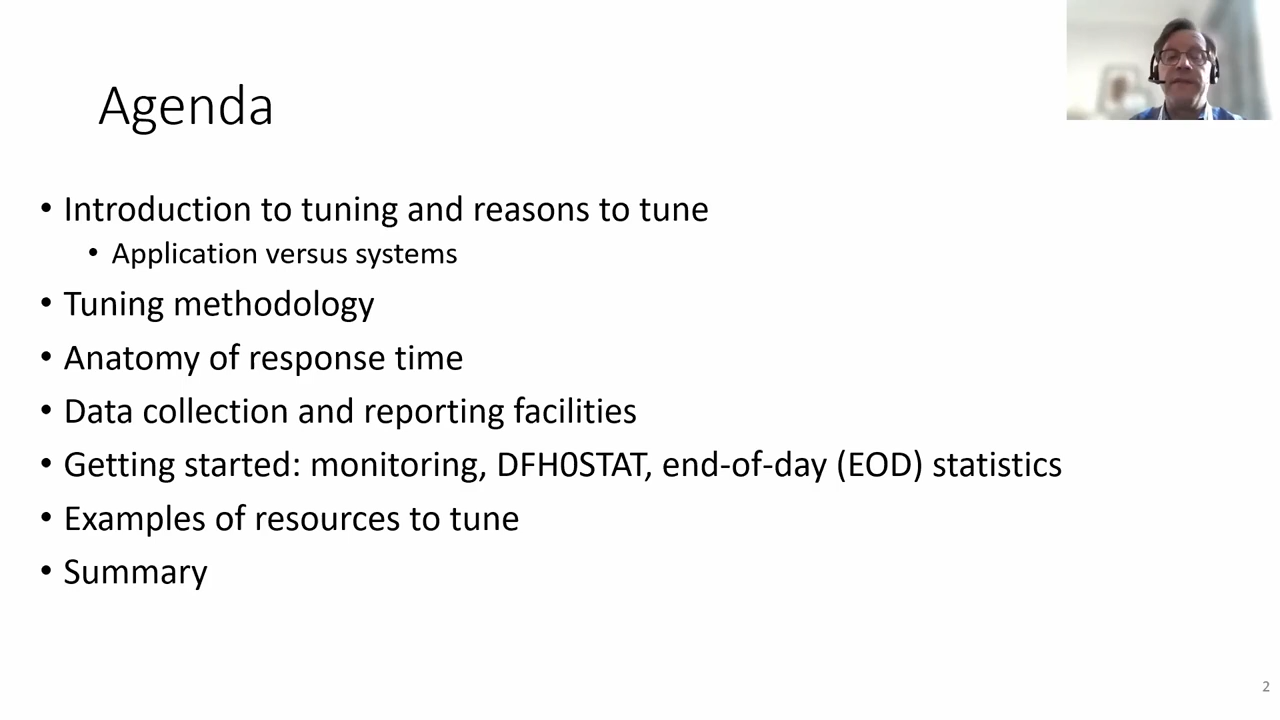 Agenda
• Introduction to tuning and reasons to tune
• Application versus systems
• Tuning methodology
• Anatomy of response time
• Data collection and reporting facilities
• Getting started: monitoring, DFH0STAT, end-of-day (EOD) statistics
• Examples of resources to tune
• Summary
2